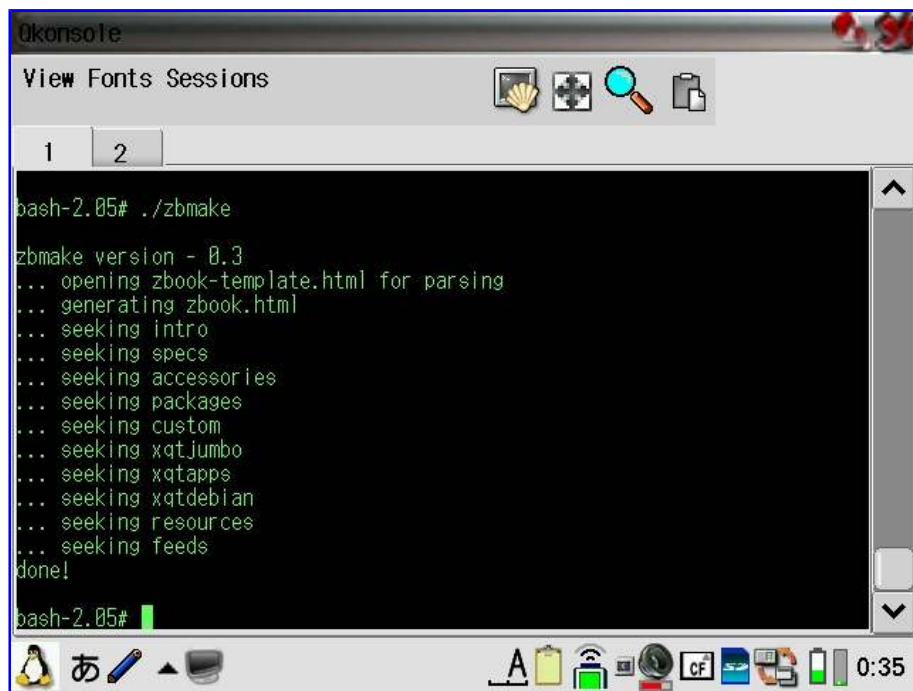 Qkonsole
View Fonts Sessions
1 2
bash-2.05# ./zbmake
zbmake version - 0.3
... opening zbook-template.html for parsing
... generating zbook.html
... seeking intro
... seeking specs
... seeking accessories
... seeking packages
... seeking custom
... seeking xqtjumbo
... seeking xqtapps
... seeking xqtdebian
... seeking resources
... seeking feeds
done!
bash-2.05#
あ A CF 0:35